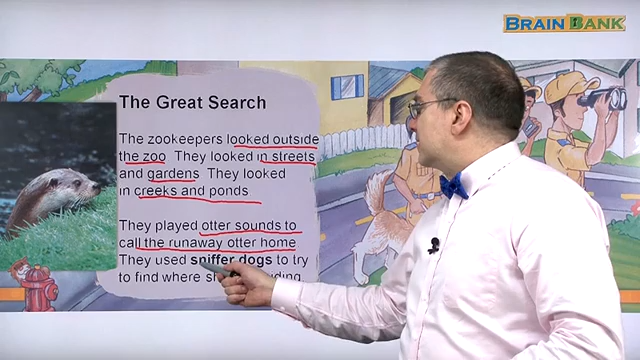 BRAIN BANK
The Great Search
The zookeepers looked outside
the zoo They looked in streets
and gardens They looked
in creeks and ponds
They played otter sounds to
call the runaway otter home
They used sniffer dogs to try
to find where s